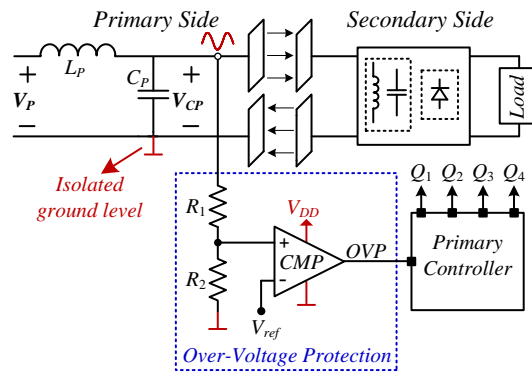 Primary Side
Secondary Side
L_P
C_P
V_P
V_CP
+
−
+
−
Load
Isolated
ground level
R_1
R_2
V_DD
+
−
CMP
OVP
V_ref
Over-Voltage Protection
Q_1
Q_2
Q_3
Q_4
Primary
Controller